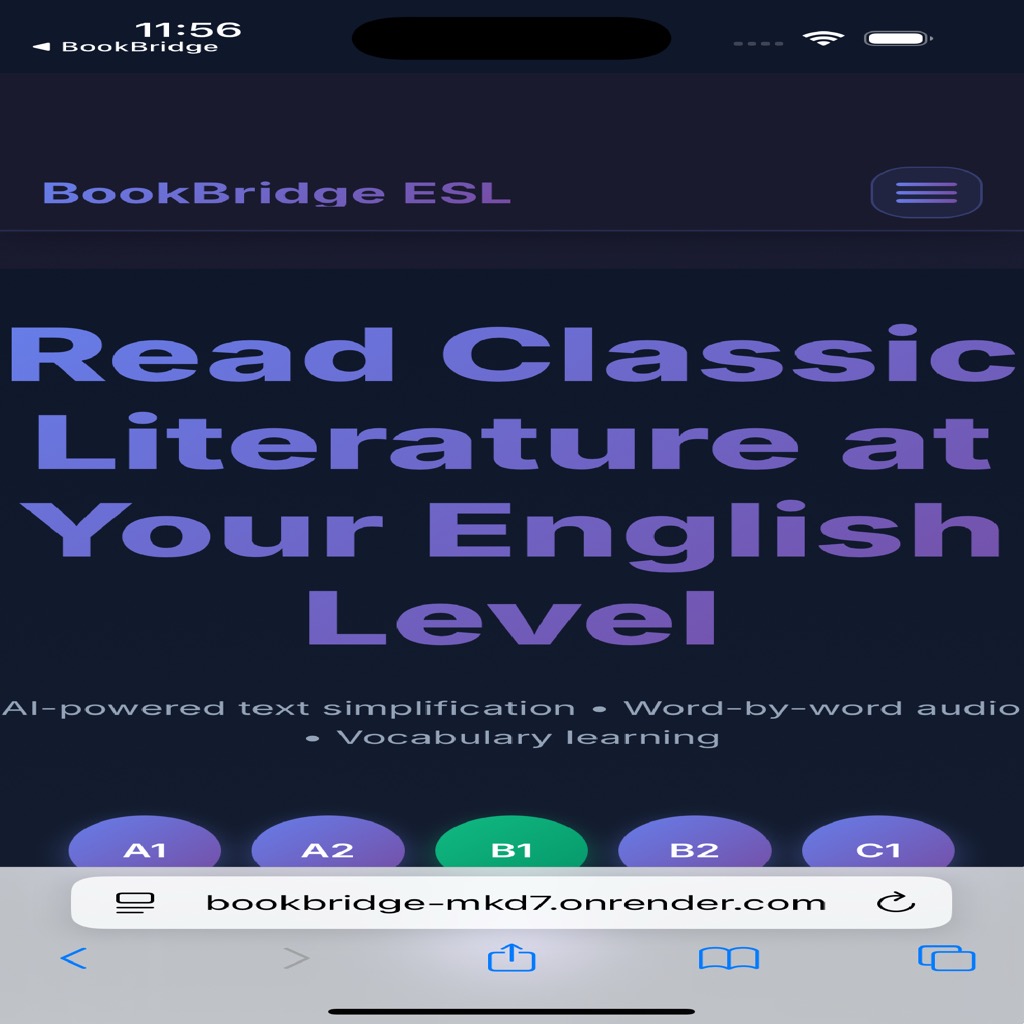 11:56
◄ BookBridge
BookBridge ESL
Read Classic
Literature at
Your English
Level
AI-powered text simplification • Word-by-word audio
• Vocabulary learning
A1 A2 B1 B2 C1
bookbridge-mkd7.onrender.com